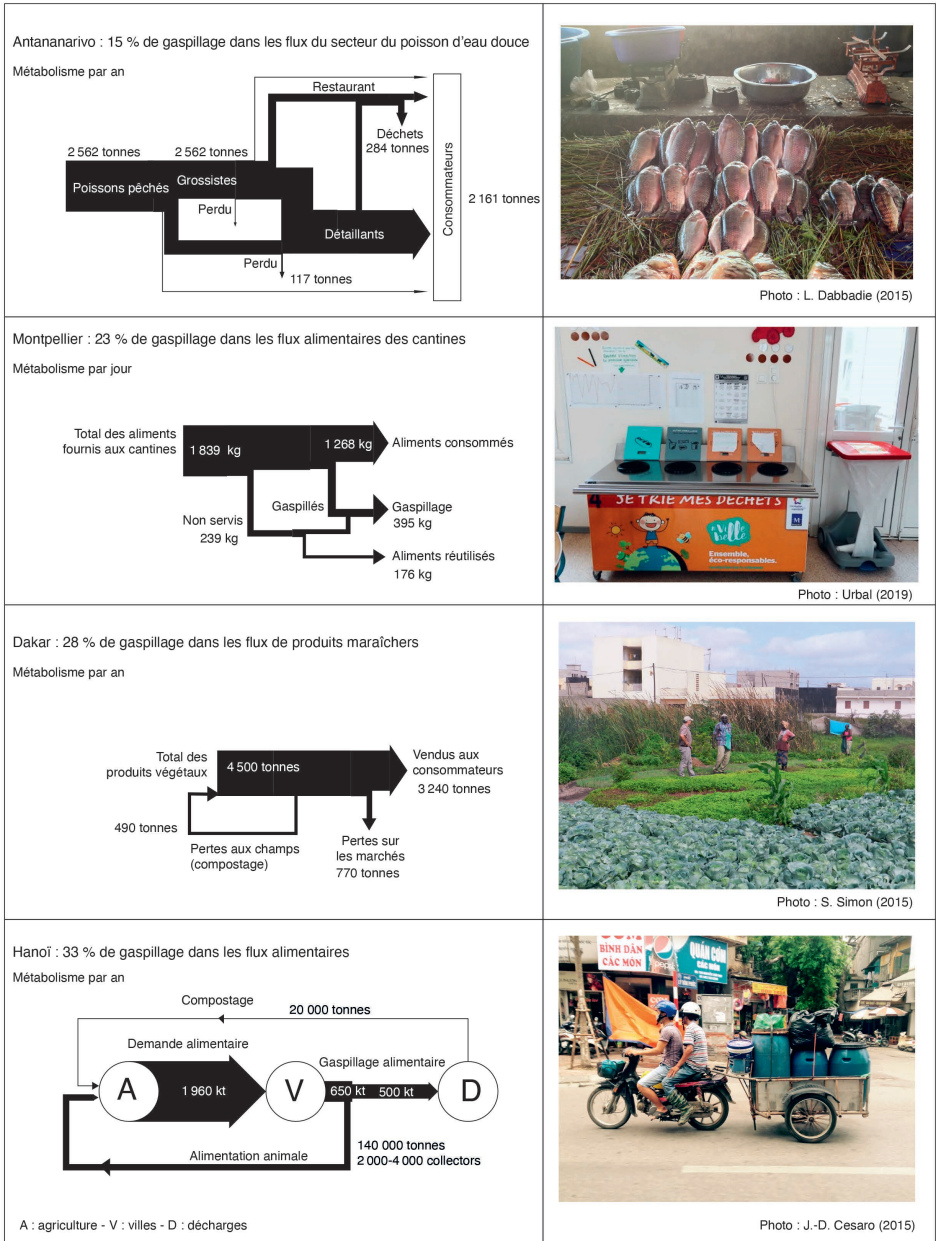 Antananarivo : 15 % de gaspillage dans les flux du secteur du poisson d'eau douce
Métabolisme par an
Restaurant
Déchets
284 tonnes
2 562 tonnes
2 562 tonnes
Poissons pêchés
Grossistes
Perdu
Détaillants
Perdu
117 tonnes
Consommateurs
2 161 tonnes
Photo : L. Dabbadie (2015)
Montpellier : 23 % de gaspillage dans les flux alimentaires des cantines
Métabolisme par jour
Total des aliments
fournis aux cantines
1 839 kg
1 268 kg
Aliments consommés
Gaspillés
Gaspillage
395 kg
Non servis
239 kg
Aliments réutilisés
176 kg
JE TRIE MES DECHETS
Ensemble,
éco-responsables.
Photo : Urbal (2019)
Dakar : 28 % de gaspillage dans les flux de produits maraîchers
Métabolisme par an
Total des
produits végétaux
4 500 tonnes
Vendus aux
consommateurs
3 240 tonnes
490 tonnes
Pertes aux champs
(compostage)
Pertes sur
les marchés
770 tonnes
Photo : S. Simon (2015)
Hanoï : 33 % de gaspillage dans les flux alimentaires
Métabolisme par an
Compostage
20 000 tonnes
Demande alimentaire
Gaspillage alimentaire
A
1 960 kt
V
650 kt
500 kt
D
140 000 tonnes
2 000-4 000 collectors
Alimentation animale
A : agriculture - V : villes - D : décharges
BÌNH DÂN
CÁC MÓN
QUÁN CƠM
CÁC MÓN
Photo : J.-D. Cesaro (2015)